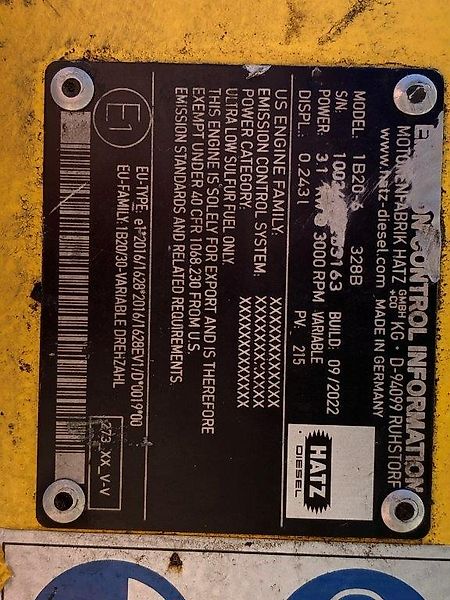 CONTROL INFORMATION
MOTORENFABRIK HATZ GMBH +CO KG · D-94099 RUHSTORF
www.hatz-diesel.com MADE IN GERMANY
MODEL: 1B20 328B
S/N: 163 BUILD: 09/2022
POWER: 3.1 3000 RPM VARIABLE
DISPL.: 0.243 l PV: 215
HATZ
DIESEL
US ENGINE FAMILY: XXXXXXXXXXXX
EMISSION CONTROL SYSTEM: XXXXXXXXXXXX
POWER CATEGORY: XXXXXXXXXXXX
ULTRA LOW SULFUR FUEL ONLY.
THIS ENGINE IS SOLELY FOR EXPORT AND IS THEREFORE
EXEMPT UNDER 40 CFR 1068.230 FROM US.
EMISSION STANDARDS AND RELATED REQUIREMENTS.
E1
EU-TYPE: e1*2016/1628*2016/1628EV1/D*0019*00
EU-FAMILY: 1B20/30-VARIABLE DREHZAHL
273_XX_V-V